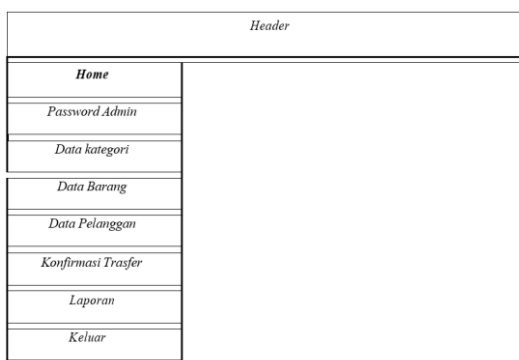 Header
Home
Password Admin
Data kategori
Data Barang
Data Pelanggan
Konfirmasi Trasfer
Laporan
Keluar